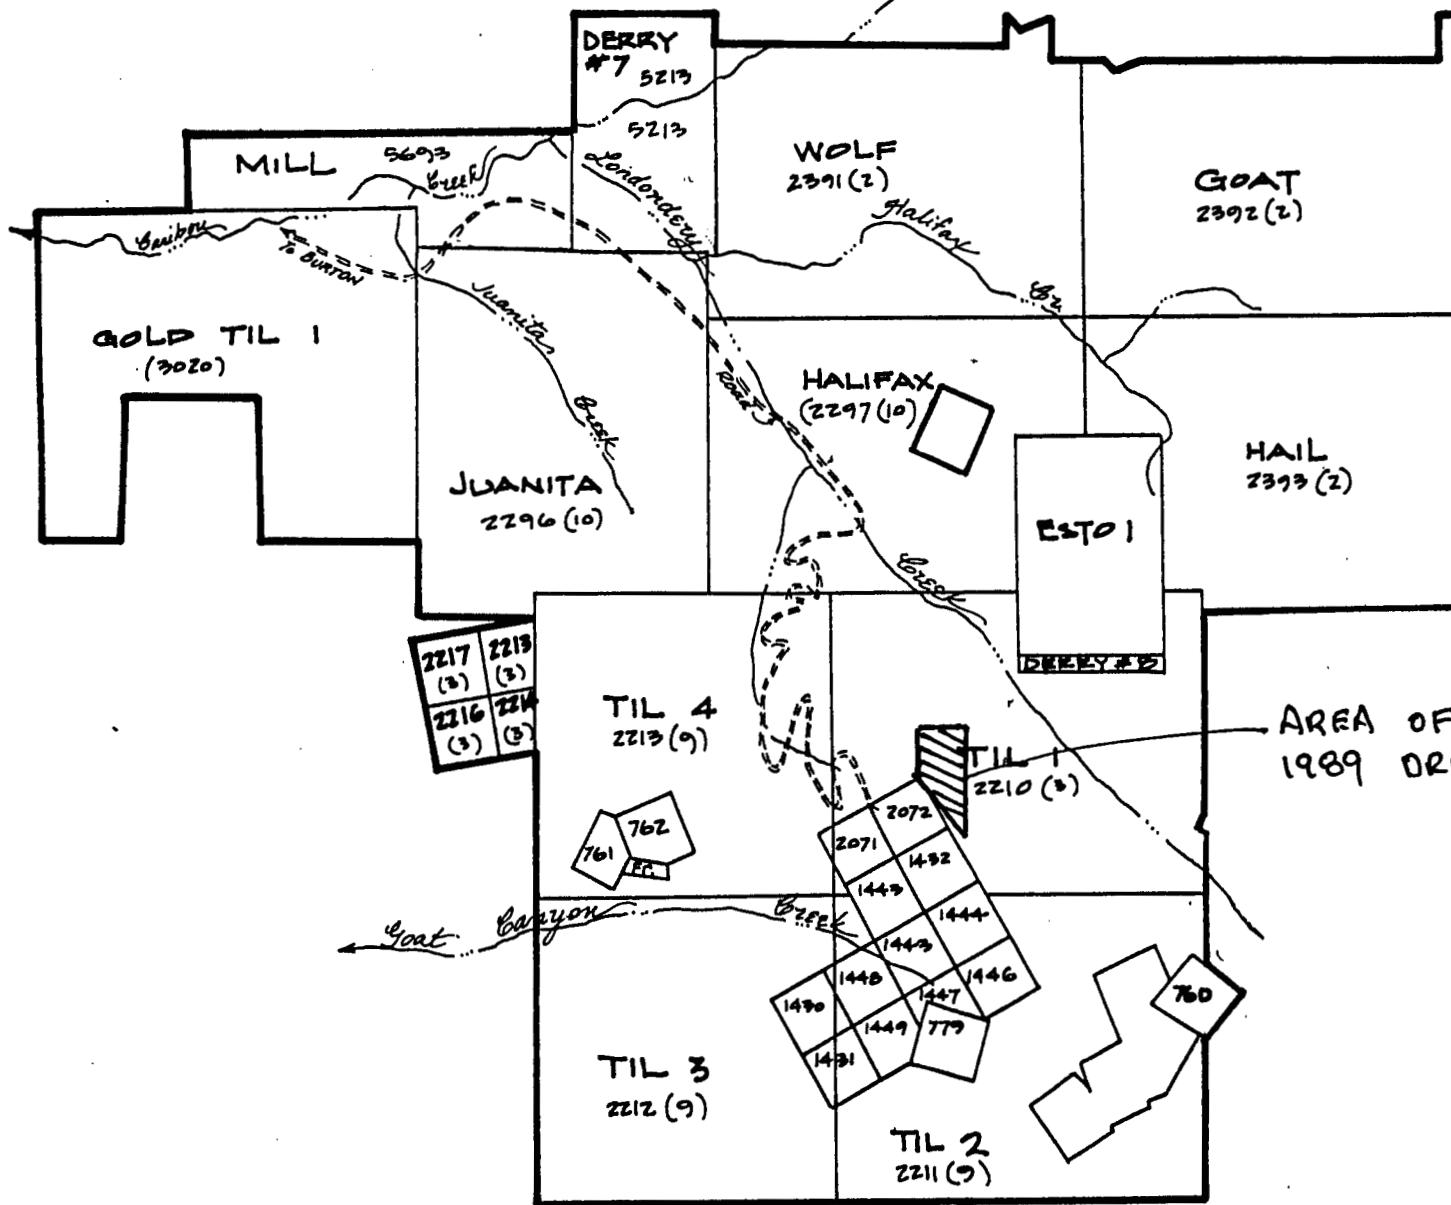 DERRY
#7
5213
5213
MILL
5693
Creek
Londondery
WOLF
2391(2)
GOAT
2392(2)
Halifax
Cr.
Caribou
To BURTON
Juanita
Creek
GOLD TIL 1
(3020)
ROAD
HALIFAX
(2297(10)
HAIL
2393(2)
JUANITA
2296(10)
ESTO 1
Creek
DERRY #8
2217
(3)
2213
(3)
2216
(3)
(3)
TIL 4
2213(9)
AREA OF
1989 DR
TIL 1
2210(3)
2072
2071
1432
762
761
FC.
1443
1444
Goat Canyon CREEK
1443
1446
1448
1447
1430
1449
779
760
1431
TIL 3
2212(9)
TIL 2
2211(9)